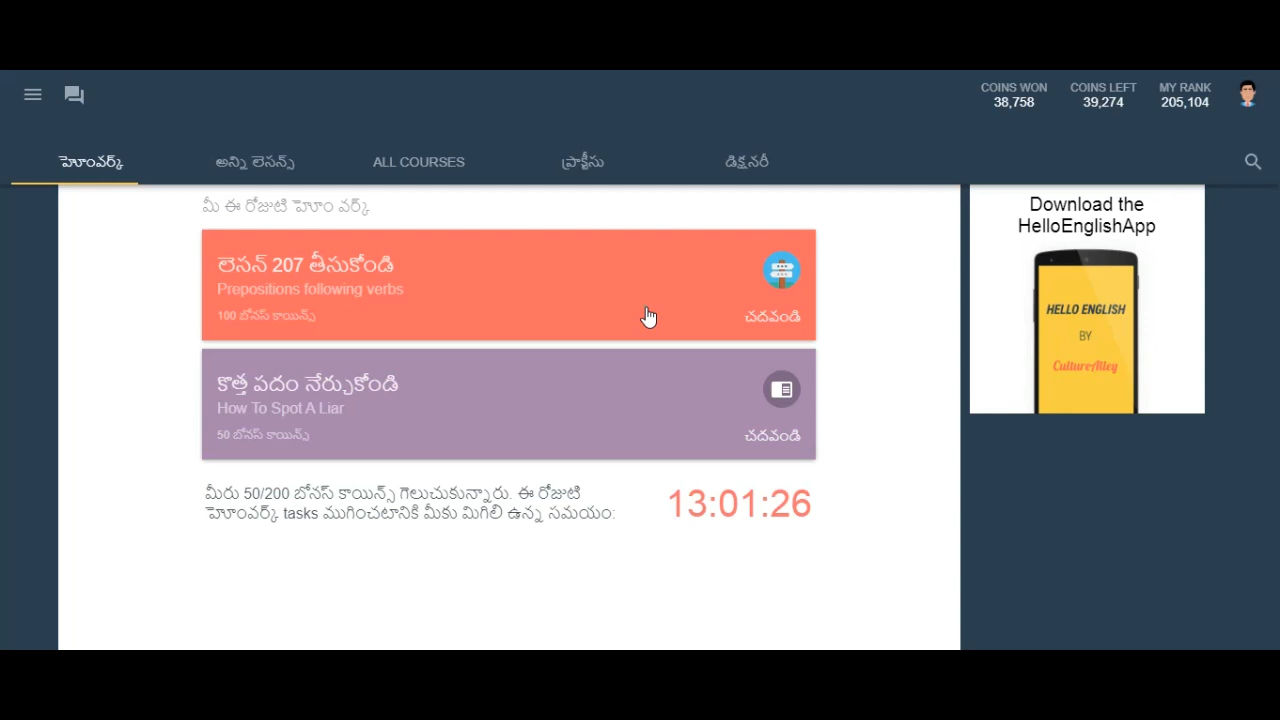 COINS WON
38,758
COINS LEFT
39,274
MY RANK
205,104
హెూంవర్క్
అన్ని లెసన్స్
ALL COURSES
ప్రాక్టీసు
డిక్షనరీ
మీ ఈ రోజుటి హెూం వర్క్
లెసన్ 207 తీసుకోండి
Prepositions following verbs
100 బోనస్ కాయిన్స్
చదవండి
కొత్త పదం నేర్చుకోండి
How To Spot A Liar
50 బోనస్ కాయిన్స్
చదవండి
మీరు 50/200 బోనస్ కాయిన్స్ గెలుచుకున్నారు. ఈ రోజుటి
హెూంవర్క్ tasks ముగించటానికి మీకు మిగిలి ఉన్న సమయం:
13:01:26
Download the
HelloEnglishApp
HELLO ENGLISH
BY
CultureAlley